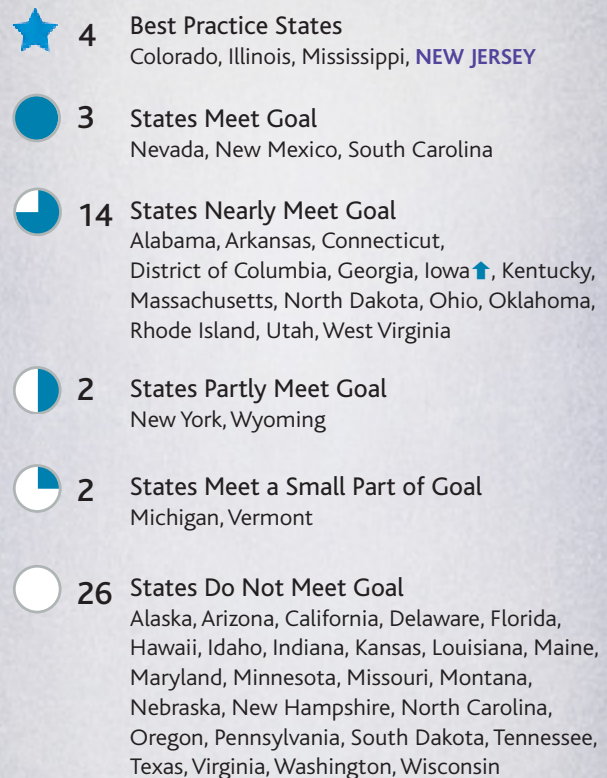 4 Best Practice States
Colorado, Illinois, Mississippi, NEW JERSEY
3 States Meet Goal
Nevada, New Mexico, South Carolina
14 States Nearly Meet Goal
Alabama, Arkansas, Connecticut,
District of Columbia, Georgia, Iowa⬆, Kentucky,
Massachusetts, North Dakota, Ohio, Oklahoma,
Rhode Island, Utah, West Virginia
2 States Partly Meet Goal
New York, Wyoming
2 States Meet a Small Part of Goal
Michigan, Vermont
26 States Do Not Meet Goal
Alaska, Arizona, California, Delaware, Florida,
Hawaii, Idaho, Indiana, Kansas, Louisiana, Maine,
Maryland, Minnesota, Missouri, Montana,
Nebraska, New Hampshire, North Carolina,
Oregon, Pennsylvania, South Dakota, Tennessee,
Texas, Virginia, Washington, Wisconsin